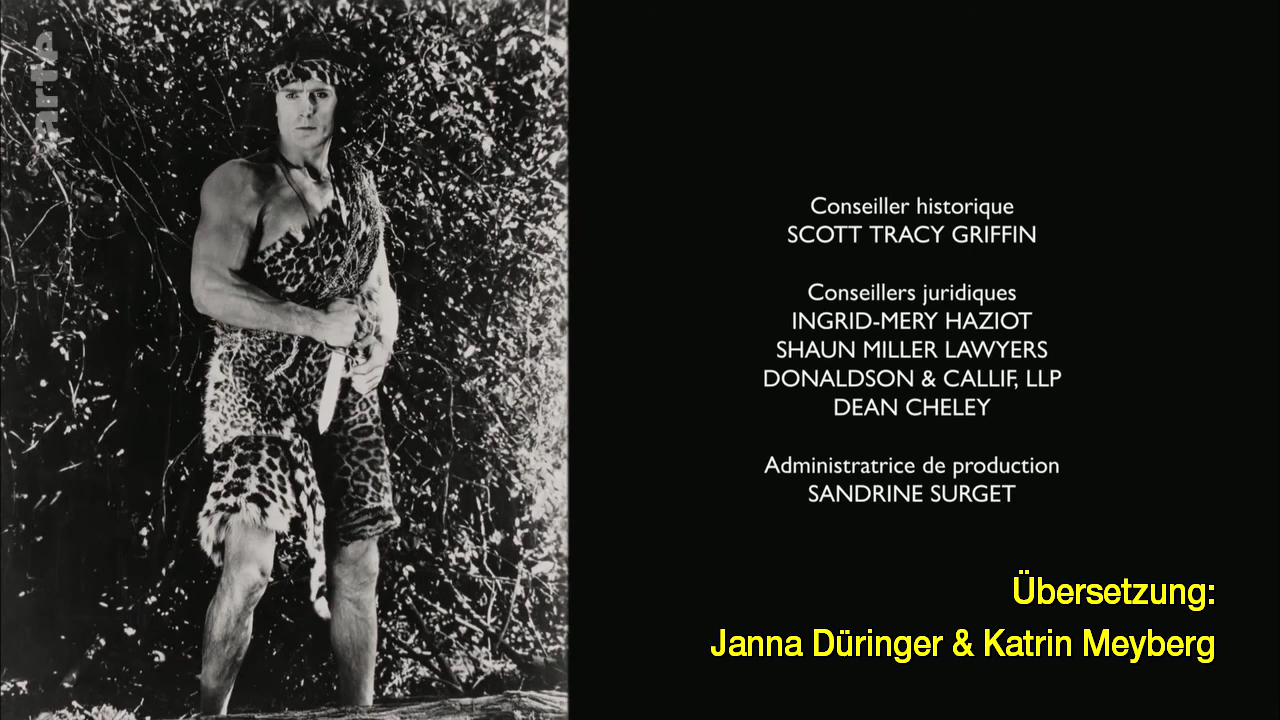 arte
Conseiller historique
SCOTT TRACY GRIFFIN
Conseillers juridiques
INGRID-MERY HAZIOT
SHAUN MILLER LAWYERS
DONALDSON & CALLIF, LLP
DEAN CHELEY
Administratrice de production
SANDRINE SURGET
Übersetzung:
Janna Düringer & Katrin Meyberg